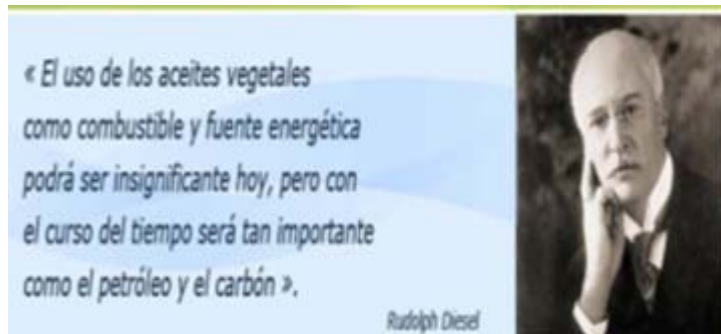 « El uso de los aceites vegetales
como combustible y fuente energética
podrá ser insignificante hoy, pero con
el curso del tiempo será tan importante
como el petróleo y el carbón ».
Rudolph Diesel